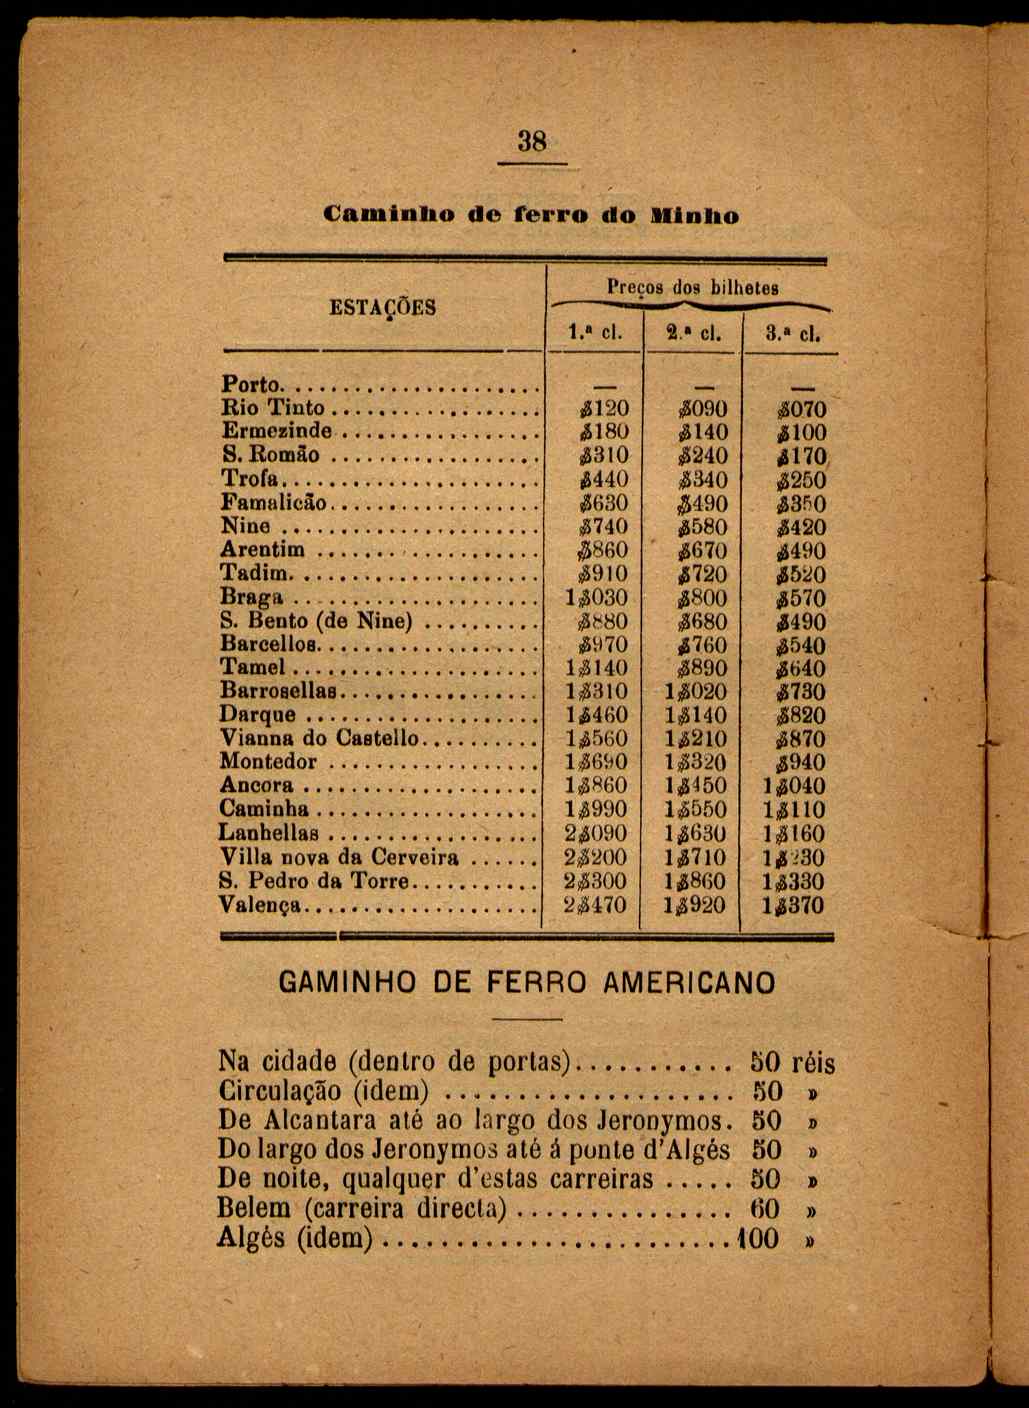 38
Caminho de ferro do Minho
ESTAÇÕES
Preços dos bilhetes
1.ª cl. 2.ª cl. 3.ª cl.
Porto. . . . . . . . . . . . . . . . . . . . . — — —
Rio Tinto . . . . . . . . . . . . . . . . . . $120 $090 $070
Ermezinde . . . . . . . . . . . . . . . . . $180 $140 $100
S. Romão . . . . . . . . . . . . . . . . . . $310 $240 $170
Trofa. . . . . . . . . . . . . . . . . . . . . . $440 $340 $250
Famalicão. . . . . . . . . . . . . . . . . . $630 $490 $350
Nine . . . . . . . . . . . . . . . . . . . . . $740 $580 $420
Arentim . . . . . . . . . . . . . . . . . . . $860 $670 $490
Tadim. . . . . . . . . . . . . . . . . . . . . $910 $720 $520
Braga . . . . . . . . . . . . . . . . . . . . 1$030 $800 $570
S. Bento (de Nine) . . . . . . . . . . $880 $680 $490
Barcellos. . . . . . . . . . . . . . . . . . . $970 $760 $540
Tamel . . . . . . . . . . . . . . . . . . . . 1$140 $890 $640
Barrosellas. . . . . . . . . . . . . . . . . 1$310 1$020 $730
Darque . . . . . . . . . . . . . . . . . . . 1$460 1$140 $820
Vianna do Castello. . . . . . . . . . 1$560 1$210 $870
Montedor . . . . . . . . . . . . . . . . . . 1$690 1$320 $940
Ancora . . . . . . . . . . . . . . . . . . . . 1$860 1$450 1$040
Caminha . . . . . . . . . . . . . . . . . . . 1$990 1$550 1$110
Lanhellas . . . . . . . . . . . . . . . . . . 2$090 1$630 1$160
Villa nova da Cerveira . . . . . . 2$200 1$710 1$230
S. Pedro da Torre. . . . . . . . . . . 2$300 1$860 1$330
Valença. . . . . . . . . . . . . . . . . . . . 2$470 1$920 1$370
GAMINHO DE FERRO AMERICANO
Na cidade (dentro de portas). . . . . . . . . . . 50 réis
Circulação (idem) . . . . . . . . . . . . . . . . . . . . 50 »
De Alcantara até ao largo dos Jeronymos. 50 »
Do largo dos Jeronymos até á ponte d'Algés 50 »
De noite, qualquer d'estas carreiras . . . . . 50 »
Belem (carreira directa) . . . . . . . . . . . . . . . 60 »
Algés (idem) . . . . . . . . . . . . . . . . . . . . . . . . 100 »